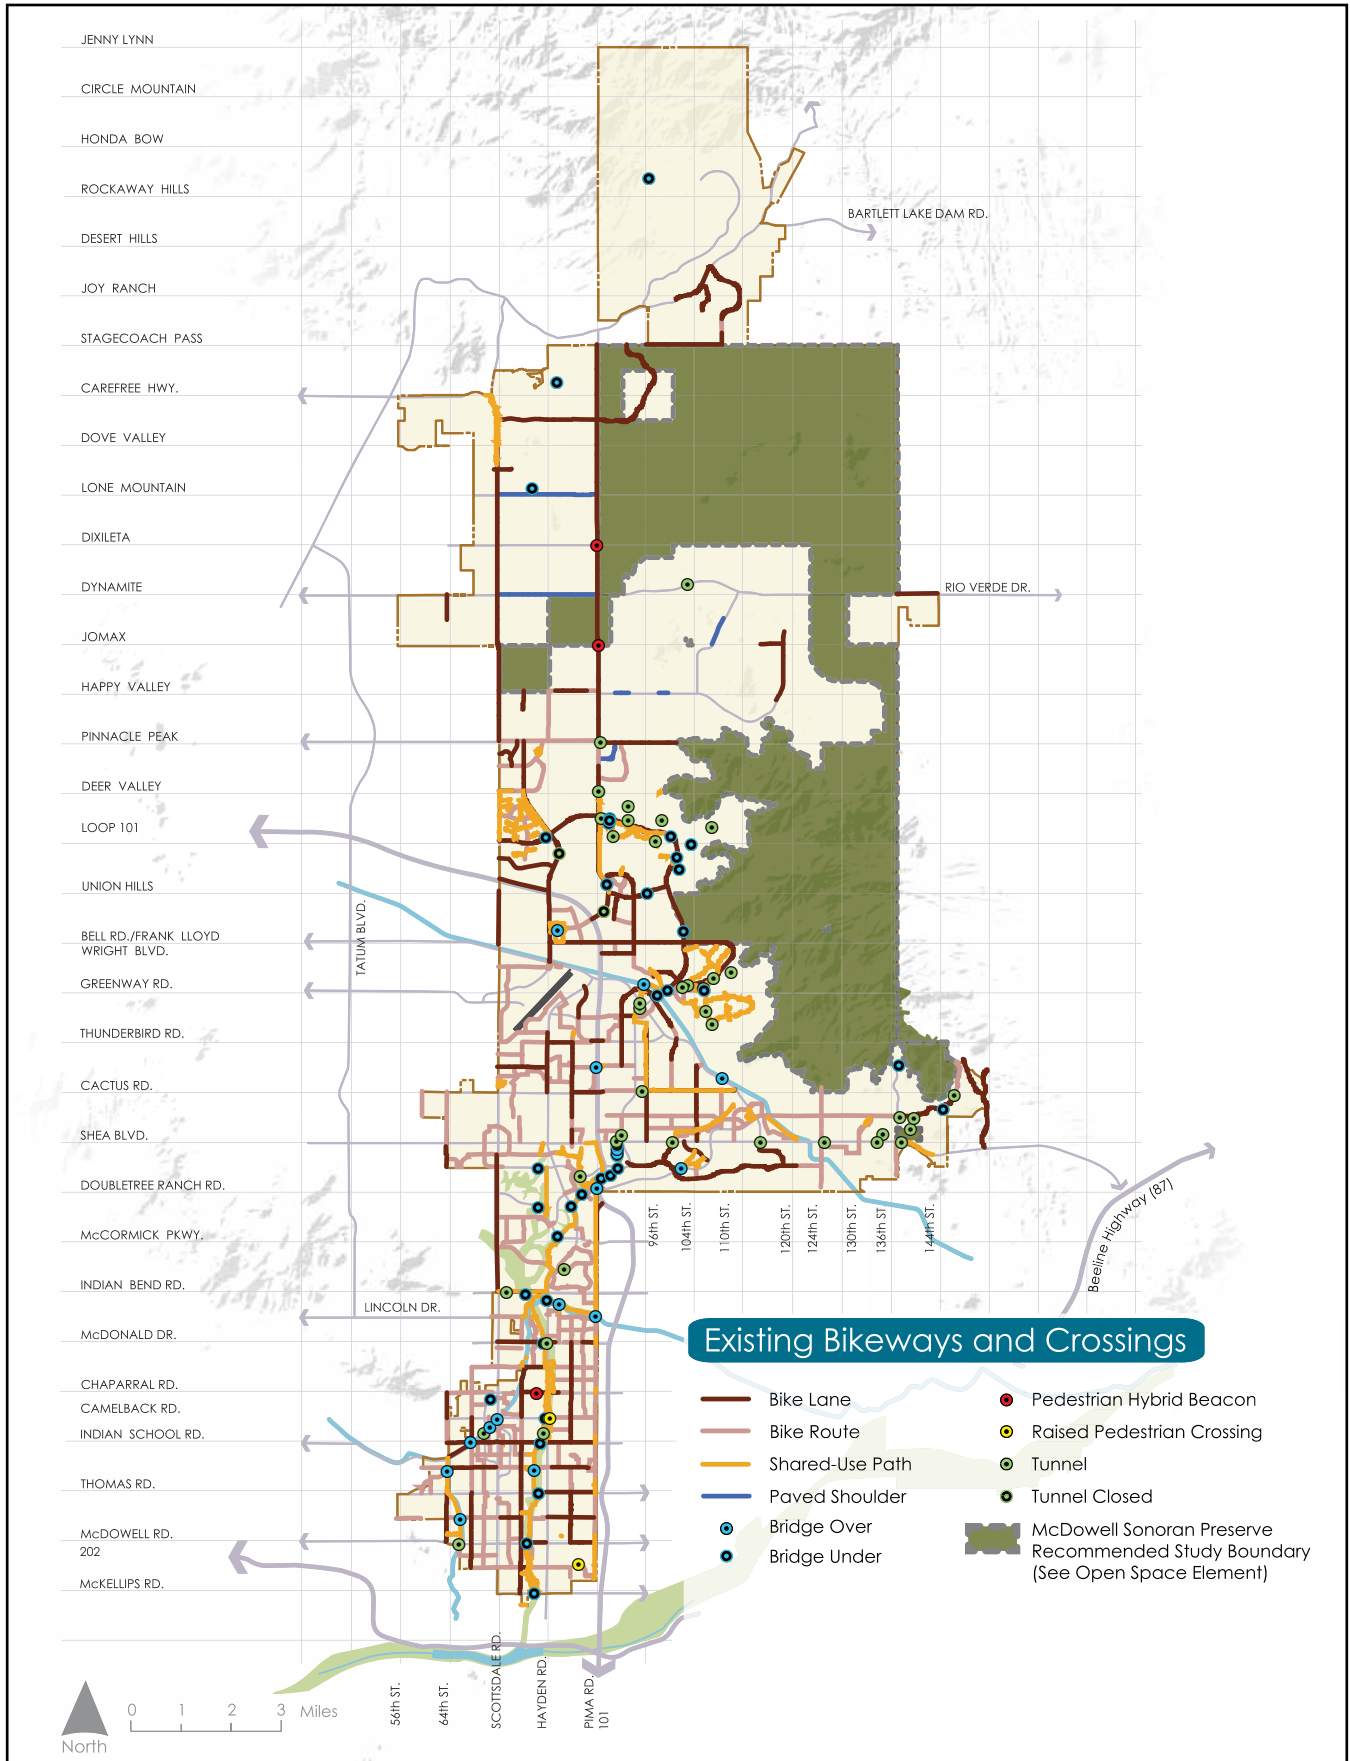 JENNY LYNN
CIRCLE MOUNTAIN
HONDA BOW
ROCKAWAY HILLS
BARTLETT LAKE DAM RD.
DESERT HILLS
JOY RANCH
STAGECOACH PASS
CAREFREE HWY.
DOVE VALLEY
LONE MOUNTAIN
DIXILETA
DYNAMITE
RIO VERDE DR.
JOMAX
HAPPY VALLEY
PINNACLE PEAK
DEER VALLEY
LOOP 101
UNION HILLS
TATUM BLVD.
BELL RD./FRANK LLOYD
WRIGHT BLVD.
GREENWAY RD.
THUNDERBIRD RD.
CACTUS RD.
SHEA BLVD.
DOUBLETREE RANCH RD.
96th ST.
104th ST.
110th ST.
120th ST.
124th ST.
130th ST.
136th ST
144th ST.
Beeline Highway (87)
McCORMICK PKWY.
INDIAN BEND RD.
LINCOLN DR.
McDONALD DR.
CHAPARRAL RD.
CAMELBACK RD.
INDIAN SCHOOL RD.
THOMAS RD.
McDOWELL RD.
202
McKELLIPS RD.
Existing Bikeways and Crossings
Bike Lane
Bike Route
Shared-Use Path
Paved Shoulder
Bridge Over
Bridge Under
Pedestrian Hybrid Beacon
Raised Pedestrian Crossing
Tunnel
Tunnel Closed
McDowell Sonoran Preserve
Recommended Study Boundary
(See Open Space Element)
56th ST.
64th ST.
SCOTTSDALE RD.
HAYDEN RD.
PIMA RD.
101
0 1 2 3 Miles
North